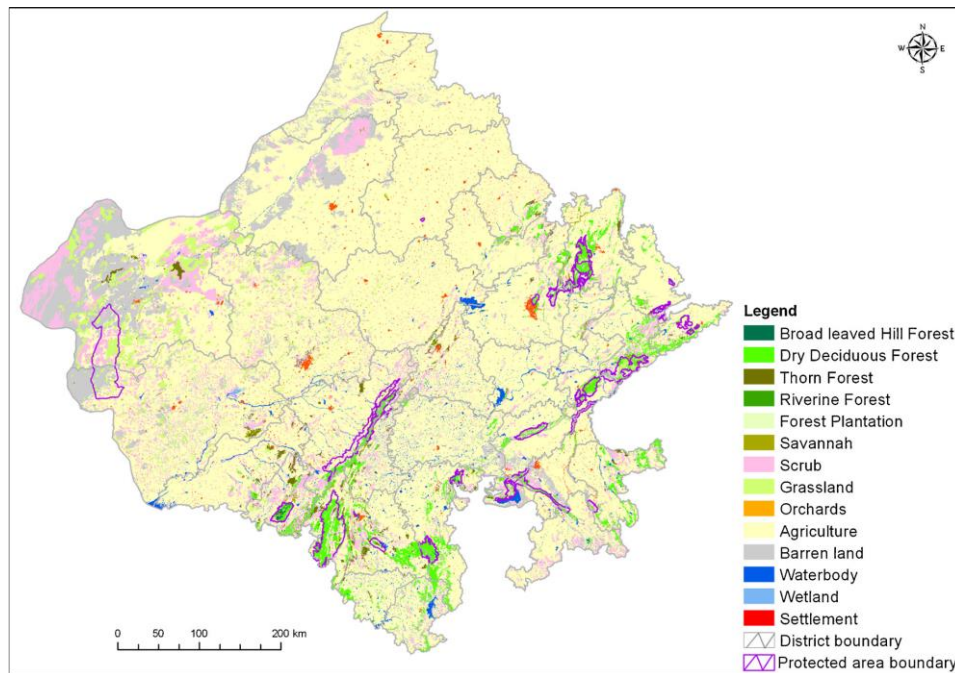 N
W E
S
Legend
Broad leaved Hill Forest
Dry Deciduous Forest
Thorn Forest
Riverine Forest
Forest Plantation
Savannah
Scrub
Grassland
Orchards
Agriculture
Barren land
Waterbody
Wetland
Settlement
District boundary
Protected area boundary
0 50 100 200 km